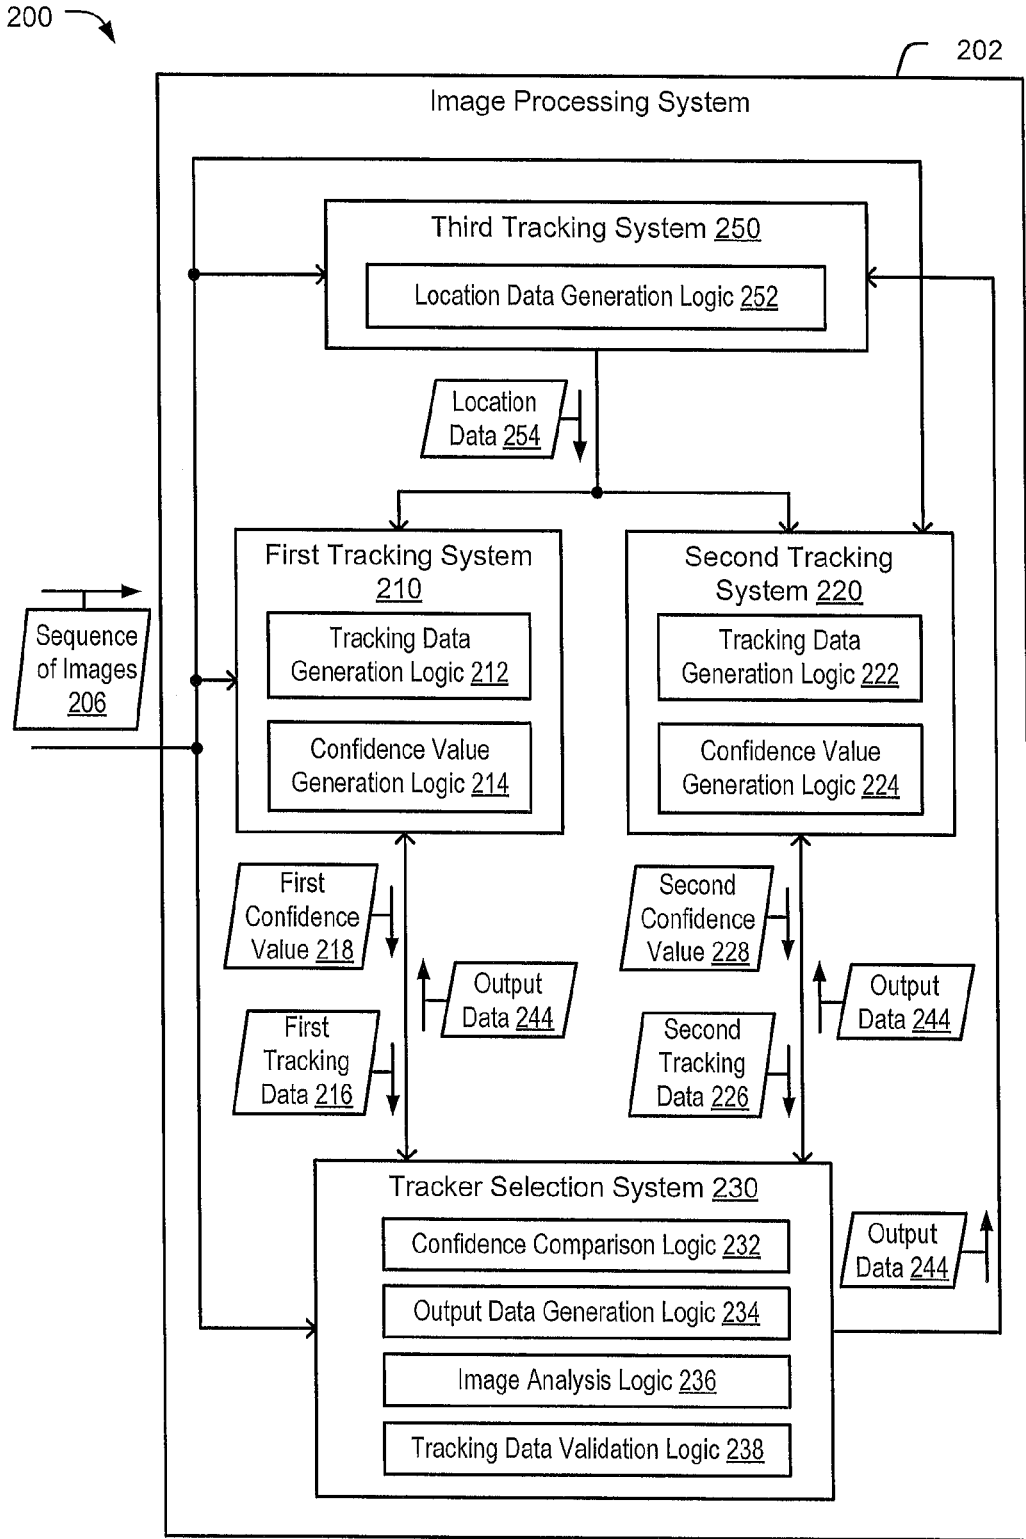 200
202
Image Processing System
Third Tracking System 250
Location Data Generation Logic 252
Location
Data 254
First Tracking System
210
Tracking Data
Generation Logic 212
Confidence Value
Generation Logic 214
Second Tracking
System 220
Tracking Data
Generation Logic 222
Confidence Value
Generation Logic 224
Sequence
of Images
206
First
Confidence
Value 218
Output
Data 244
First
Tracking
Data 216
Second
Confidence
Value 228
Output
Data 244
Second
Tracking
Data 226
Tracker Selection System 230
Confidence Comparison Logic 232
Output Data Generation Logic 234
Image Analysis Logic 236
Tracking Data Validation Logic 238
Output
Data 244